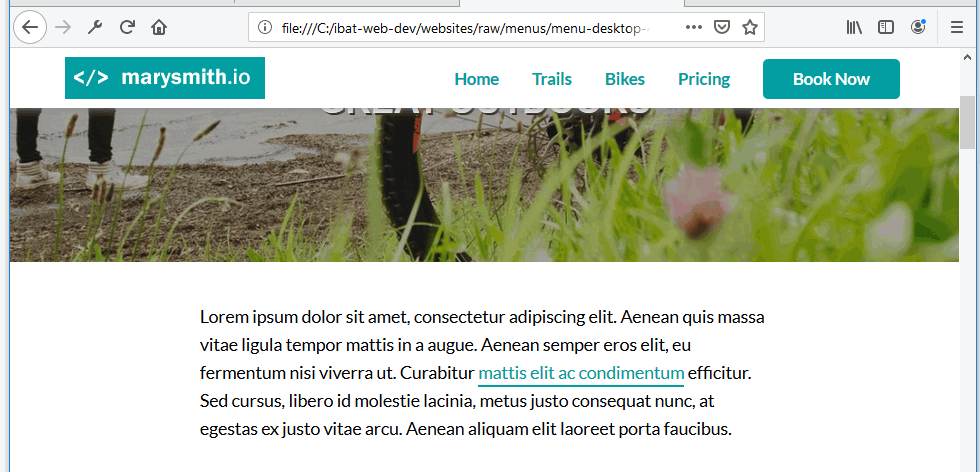 file:///C:/ibat-web-dev/websites/raw/menus/menu-desktop-
</> marysmith.io
Home Trails Bikes Pricing Book Now
GREAT OUTDOORS
Lorem ipsum dolor sit amet, consectetur adipiscing elit. Aenean quis massa
vitae ligula tempor mattis in a augue. Aenean semper eros elit, eu
fermentum nisi viverra ut. Curabitur mattis elit ac condimentum efficitur.
Sed cursus, libero id molestie lacinia, metus justo consequat nunc, at
egestas ex justo vitae arcu. Aenean aliquam elit laoreet porta faucibus.